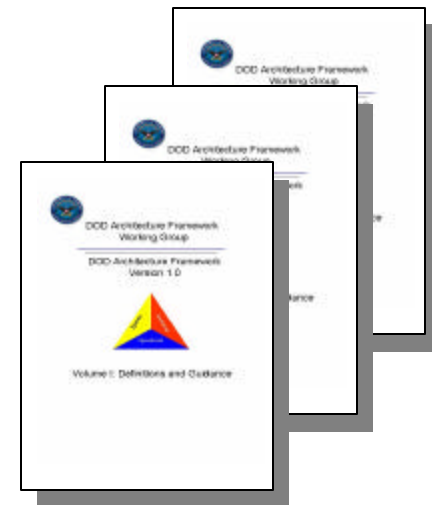 DOD Architecture Framework
Working Group
DOD Architecture Framework
Working Group
DOD Architecture Framework
Working Group
DOD Architecture Framework
Version 1.0
Volume I: Definitions and Guidance